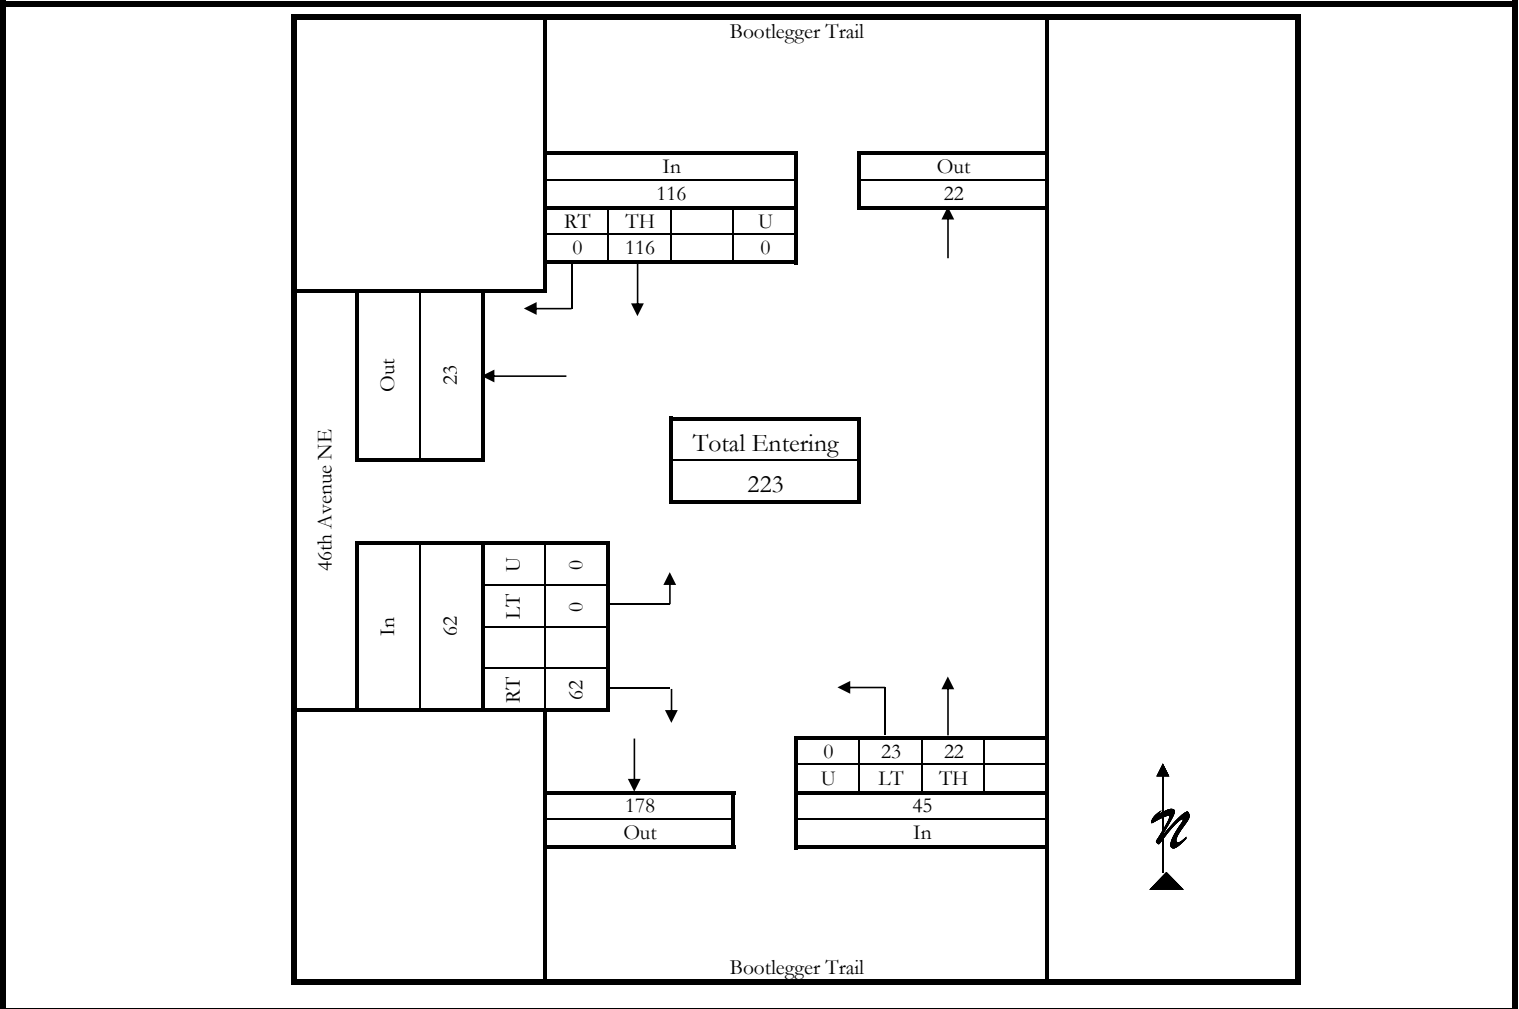 Bootlegger Trail
In
Out
116
22
RT TH U
0 116 0
Out
23
46th Avenue NE
Total Entering
223
In
62
U 0
LT 0
RT 62
0 23 22
U LT TH
178
45
Out
In
n
Bootlegger Trail